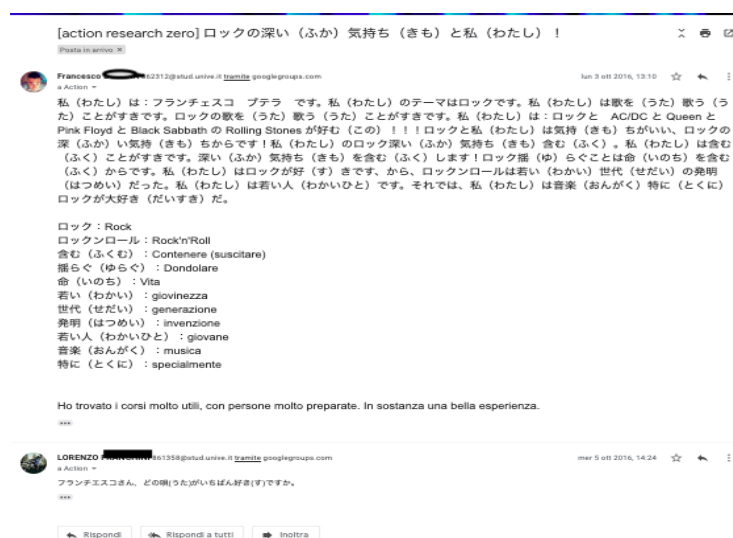 [action research zero] ロックの深い（ふか）気持ち（きも）と私（わたし）！
Posta in arrivo ×
Francesco 862312@stud.unive.it tramite googlegroups.com
lun 3 ott 2016, 13:10
a Action
私（わたし）は：フランチェスコ　プテラ　です。私（わたし）のテーマはロックです。私（わたし）は歌を（うた）歌う（う
た）ことがすきです。ロックの歌を（うた）歌う（うた）ことがすきです。私（わたし）は：ロックと　AC/DC と Queen と
Pink Floyd と Black Sabbath の Rolling Stones が好む（この）！！！ロックと私（わたし）は気持（きも）ちがいい、ロックの
深（ふか）い気持（きも）ちからです！私（わたし）のロック深い（ふか）気持ち（きも）含む（ふく）。私（わたし）は含む
（ふく）ことがすきです。深い（ふか）気持ち（きも）を含む（ふく）します！ロック揺（ゆ）らぐことは命（いのち）を含む
（ふく）からです。私（わたし）はロックが好（す）きです、から、ロックンロールは若い（わかい）世代（せだい）の発明
（はつめい）だった。私（わたし）は若い人（わかいひと）です。それでは、私（わたし）は音楽（おんがく）特に（とくに）
ロックが大好き（だいすき）だ。
ロック：Rock
ロックンロール：Rock'n'Roll
含む（ふくむ）：Contenere (suscitare)
揺らぐ（ゆらぐ）：Dondolare
命（いのち）：Vita
若い（わかい）：giovinezza
世代（せだい）：generazione
発明（はつめい）：invenzione
若い人（わかいひと）：giovane
音楽（おんがく）：musica
特に（とくに）：specialmente
Ho trovato i corsi molto utili, con persone molto preparate. In sostanza una bella esperienza.
LORENZO 861358@stud.unive.it tramite googlegroups.com
mer 5 ott 2016, 14:24
a Action
フランチエスコさん、どの唄(うた)がいちばん好き(す)ですか。
Rispondi Rispondi a tutti Inoltra